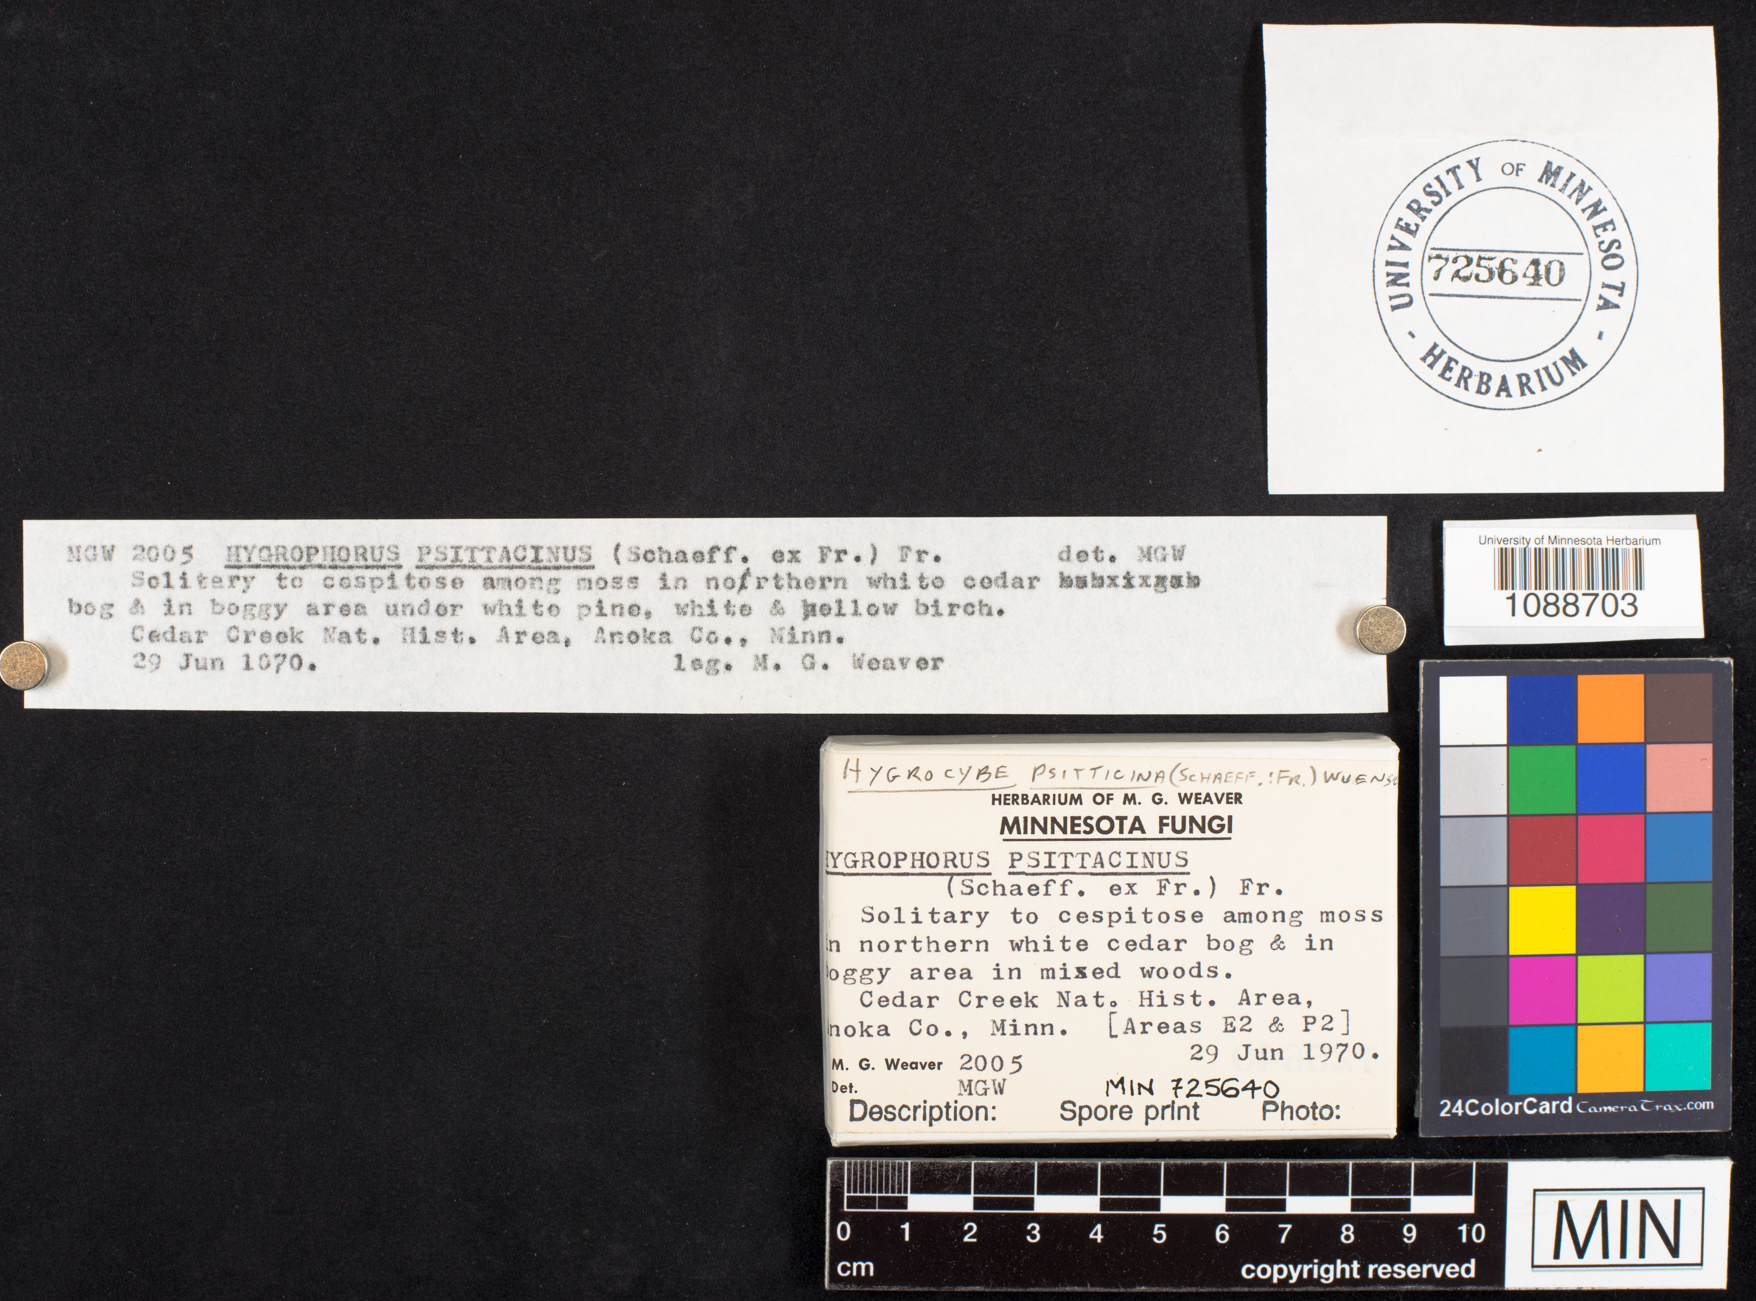 UNIVERSITY OF MINNESOTA
725640
- HERBARIUM -
MGW 2005 HYGROPHORUS PSITTACINUS (Schaeff. ex Fr.) Fr. det. MGW
Solitary to cespitose among moss in northern white cedar
bog & in boggy area under white pine, white & yellow birch.
Cedar Creek Nat. Hist. Area, Anoka Co., Minn.
29 Jun 1970. leg. M. G. Weaver
University of Minnesota Herbarium
1088703
HYGROCYBE PSITTICINA (SCHAEFF.:FR.) WUENS
HERBARIUM OF M. G. WEAVER
MINNESOTA FUNGI
YGROPHORUS PSITTACINUS
(Schaeff. ex Fr.) Fr.
Solitary to cespitose among moss
n northern white cedar bog & in
oggy area in mixed woods.
Cedar Creek Nat. Hist. Area,
noka Co., Minn. [Areas E2 & P2]
29 Jun 1970.
M. G. Weaver 2005
Det. MGW MIN 725640
Description: Spore print Photo:
24ColorCard CameraTrax.com
0 1 2 3 4 5 6 7 8 9 10
cm copyright reserved
MIN